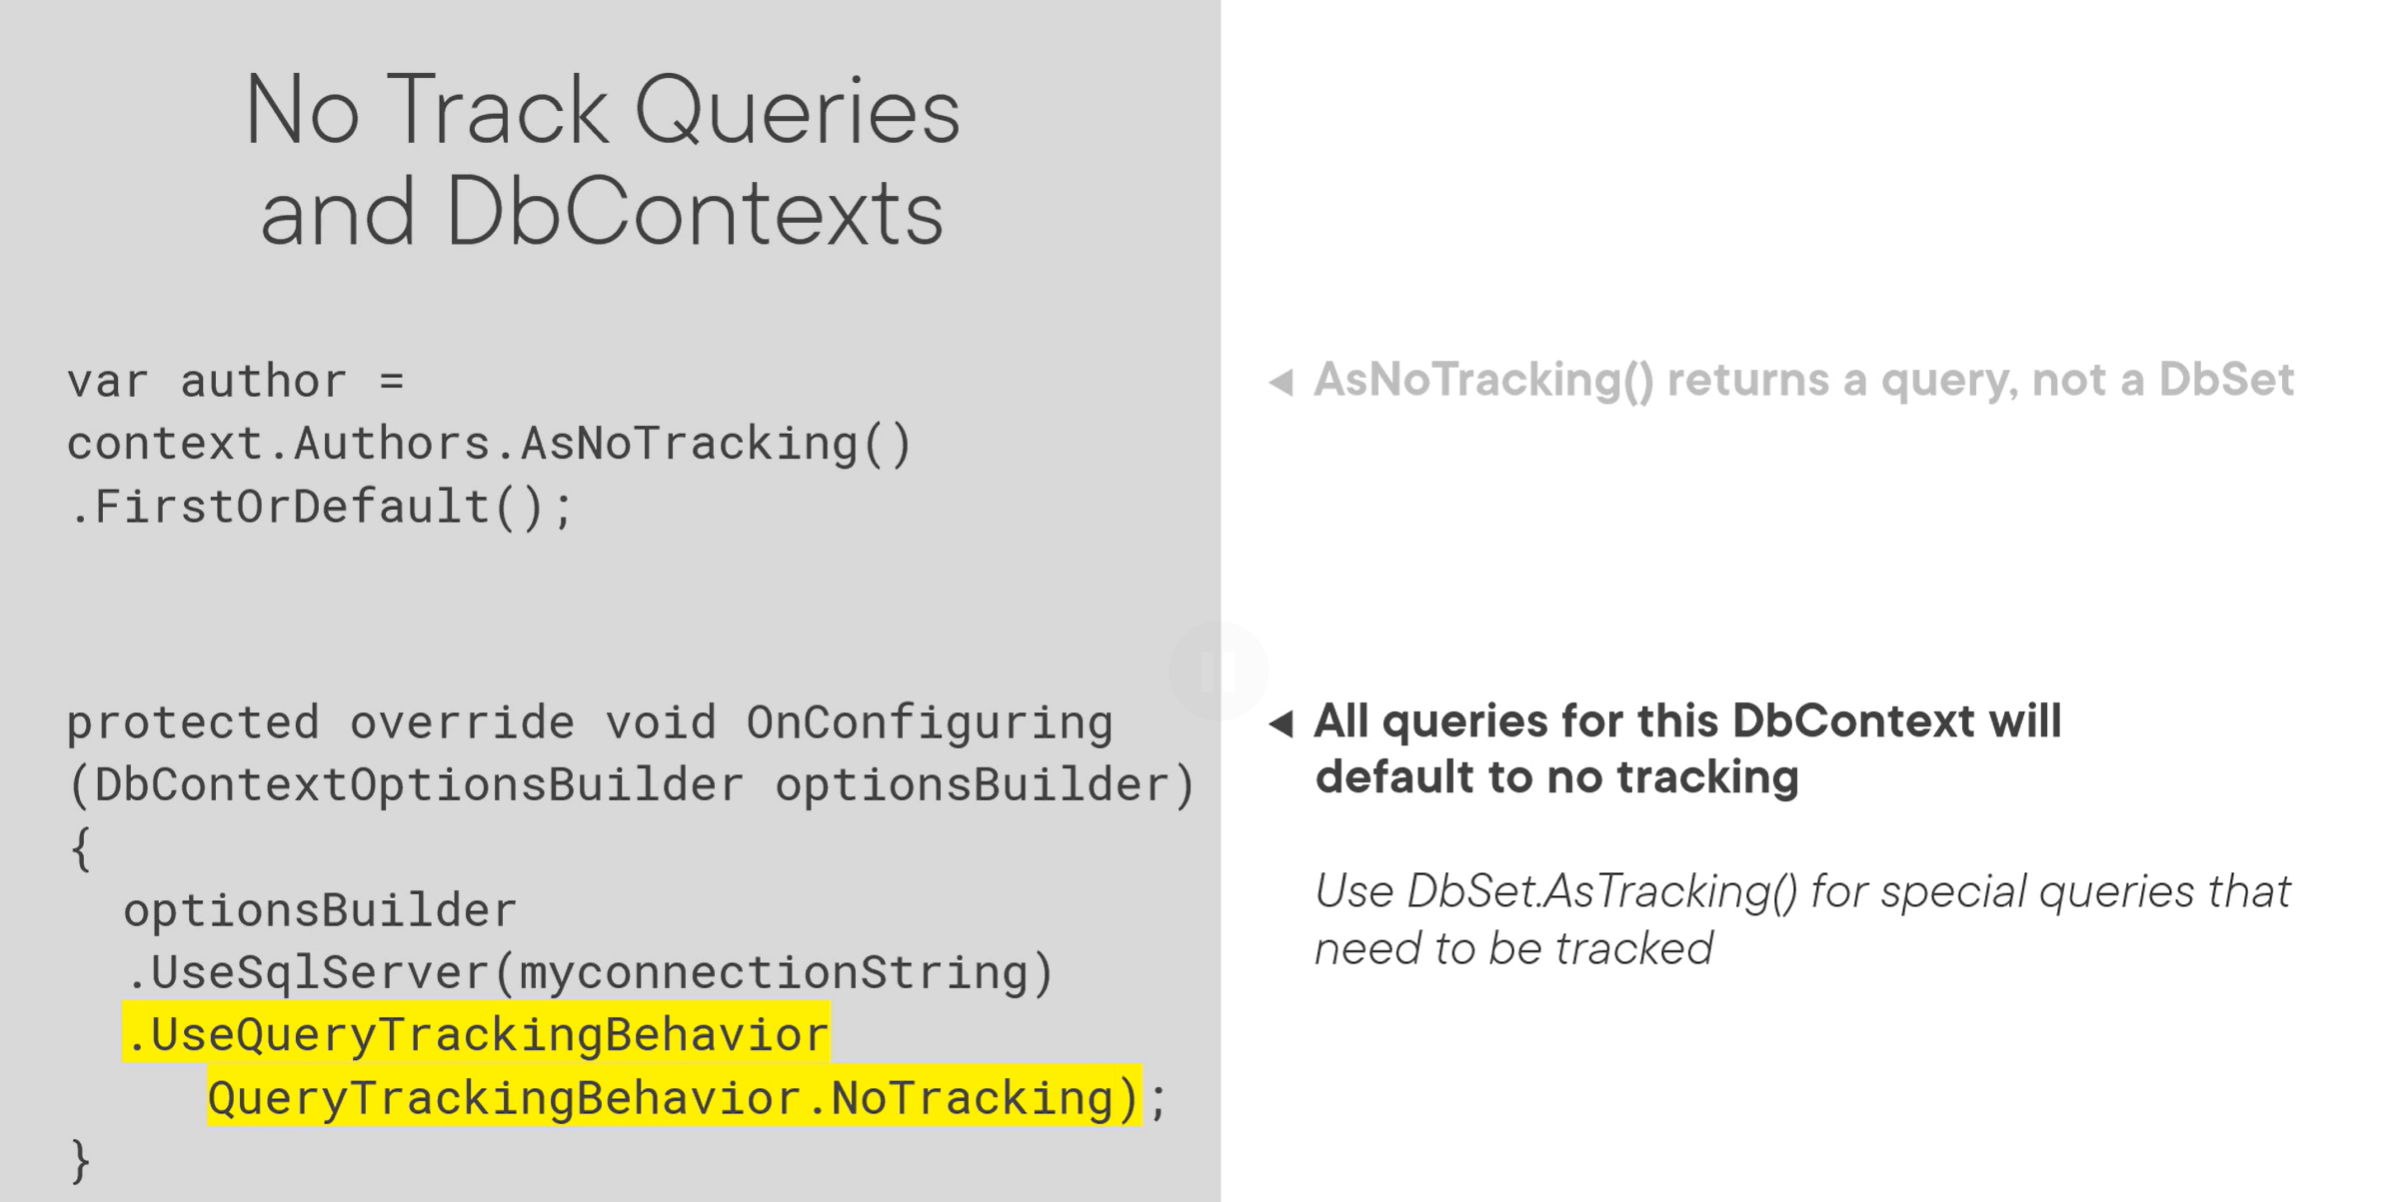 No Track Queries
and DbContexts
var author =
context.Authors.AsNoTracking()
.FirstOrDefault();
◀ AsNoTracking() returns a query, not a DbSet
protected override void OnConfiguring
(DbContextOptionsBuilder optionsBuilder)
{
optionsBuilder
.UseSqlServer(myconnectionString)
.UseQueryTrackingBehavior
QueryTrackingBehavior.NoTracking);
}
◀ All queries for this DbContext will
default to no tracking
Use DbSet.AsTracking() for special queries that
need to be tracked